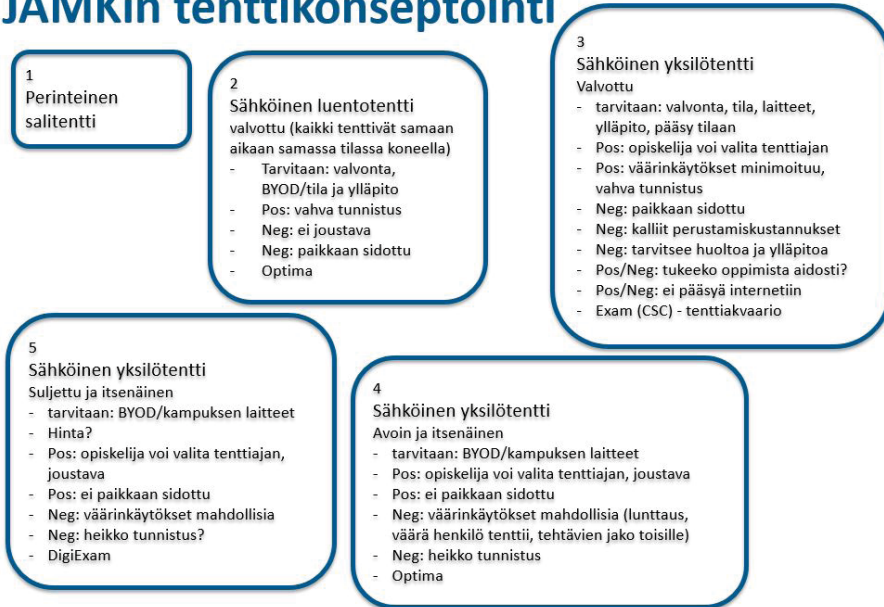 JAMKin tenttikonseptointi
1
Perinteinen
salitentti
2
Sähköinen luentotentti
valvottu (kaikki tenttivät samaan
aikaan samassa tilassa koneella)
- Tarvitaan: valvonta,
BYOD/tila ja ylläpito
- Pos: vahva tunnistus
- Neg: ei joustava
- Neg: paikkaan sidottu
- Optima
3
Sähköinen yksilötentti
Valvottu
- tarvitaan: valvonta, tila, laitteet,
ylläpito, pääsy tilaan
- Pos: opiskelija voi valita tenttiajan
- Pos: väärinkäytökset minimoituu,
vahva tunnistus
- Neg: paikkaan sidottu
- Neg: kalliit perustamiskustannukset
- Neg: tarvitsee huoltoa ja ylläpitoa
- Pos/Neg: tukeeko oppimista aidosti?
- Pos/Neg: ei pääsyä internetiin
- Exam (CSC) - tenttiakvaario
5
Sähköinen yksilötentti
Suljettu ja itsenäinen
- tarvitaan: BYOD/kampuksen laitteet
- Hinta?
- Pos: opiskelija voi valita tenttiajan,
joustava
- Pos: ei paikkaan sidottu
- Neg: väärinkäytökset mahdollisia
- Neg: heikko tunnistus?
- DigiExam
4
Sähköinen yksilötentti
Avoin ja itsenäinen
- tarvitaan: BYOD/kampuksen laitteet
- Pos: opiskelija voi valita tenttiajan, joustava
- Pos: ei paikkaan sidottu
- Neg: väärinkäytökset mahdollisia (lunttaus,
väärä henkilö tenttii, tehtävien jako toisille)
- Neg: heikko tunnistus
- Optima